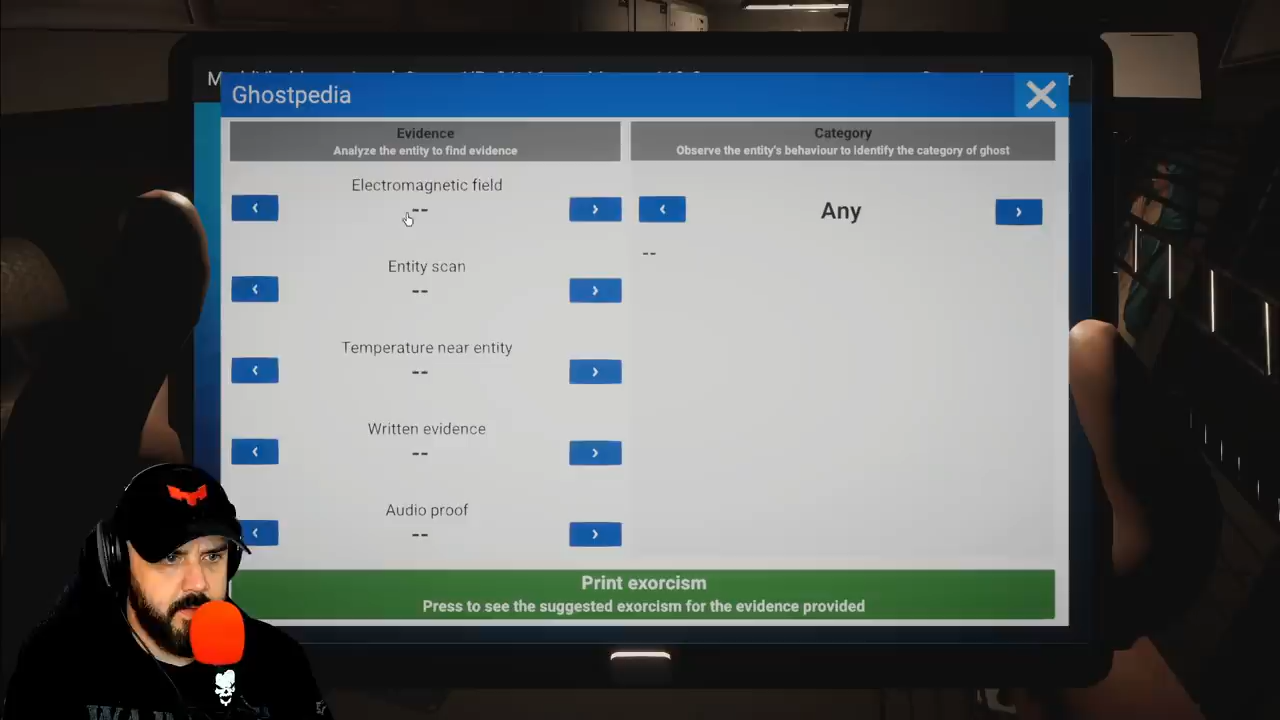 Ghostpedia
Evidence
Analyze the entity to find evidence
Electromagnetic field
--
Entity scan
--
Temperature near entity
--
Written evidence
--
Audio proof
--
Category
Observe the entity's behaviour to identify the category of ghost
Any
--
Print exorcism
Press to see the suggested exorcism for the evidence provided